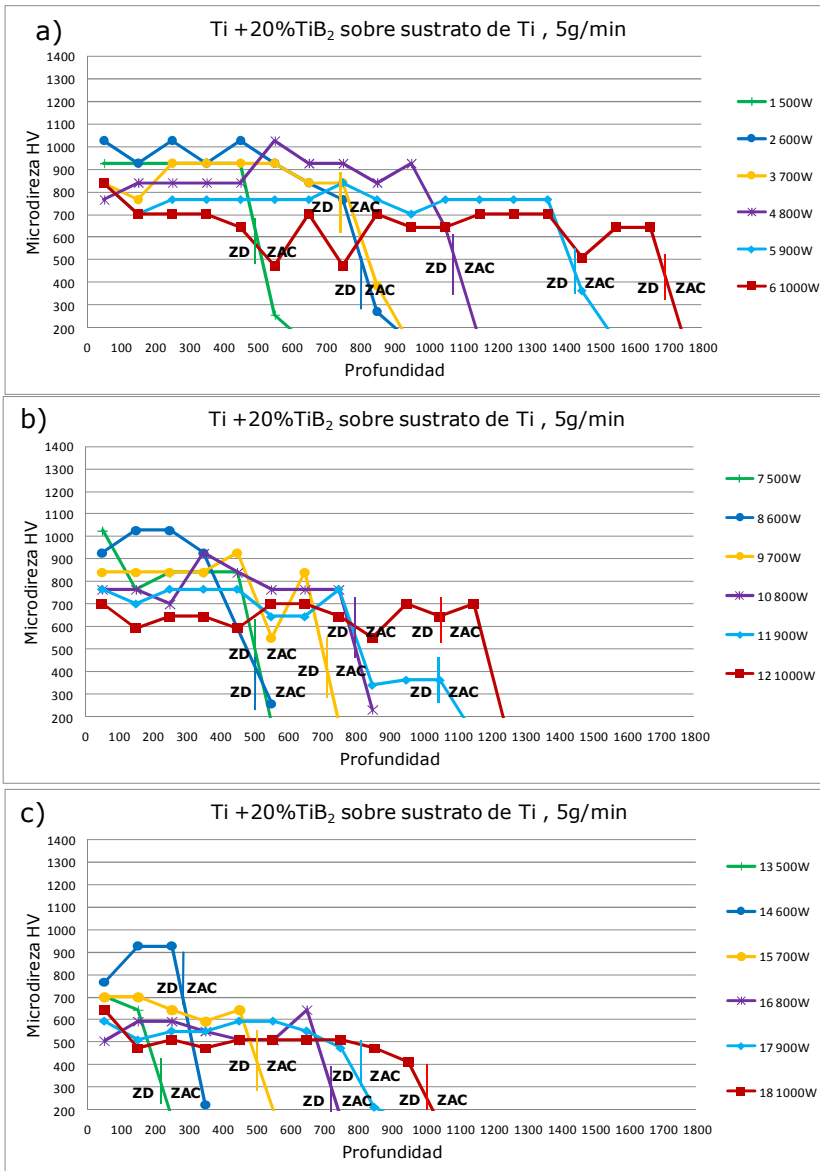 a)
Ti +20%TiB₂ sobre sustrato de Ti , 5g/min
Microdireza HV
1400
1300
1200
1100
1000
900
800
700
600
500
400
300
200
ZD ZAC
ZD ZAC
ZD ZAC
ZD ZAC
ZD ZAC
ZD ZAC
0 100 200 300 400 500 600 700 800 900 1000 1100 1200 1300 1400 1500 1600 1700 1800
Profundidad
1 500W
2 600W
3 700W
4 800W
5 900W
6 1000W
b)
Ti +20%TiB₂ sobre sustrato de Ti , 5g/min
Microdireza HV
1400
1300
1200
1100
1000
900
800
700
600
500
400
300
200
ZD ZAC
ZD ZAC
ZD ZAC
ZD ZAC
ZD ZAC
ZD ZAC
0 100 200 300 400 500 600 700 800 900 1000 1100 1200 1300 1400 1500 1600 1700 1800
Profundidad
7 500W
8 600W
9 700W
10 800W
11 900W
12 1000W
c)
Ti +20%TiB₂ sobre sustrato de Ti , 5g/min
Microdireza HV
1400
1300
1200
1100
1000
900
800
700
600
500
400
300
200
ZD ZAC
ZD ZAC
ZD ZAC
ZD ZAC
ZD ZAC
ZD ZAC
0 100 200 300 400 500 600 700 800 900 1000 1100 1200 1300 1400 1500 1600 1700 1800
Profundidad
13 500W
14 600W
15 700W
16 800W
17 900W
18 1000W